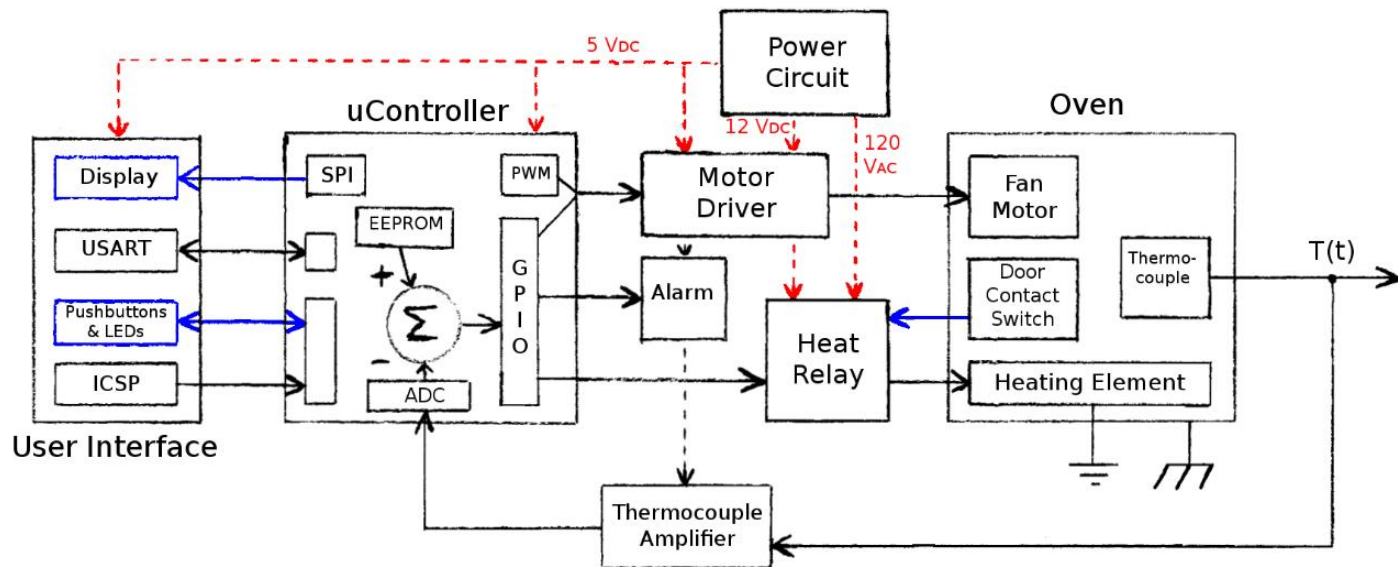 Power
Circuit
5 VDC
12 VDC
120
VAC
uController
Oven
Display
USART
Pushbuttons
& LEDs
ICSP
User Interface
SPI
EEPROM
+
Σ
−
ADC
PWM
G
P
I
O
Motor
Driver
Alarm
Heat
Relay
Fan
Motor
Door
Contact
Switch
Thermo-
couple
Heating Element
T(t)
Thermocouple
Amplifier